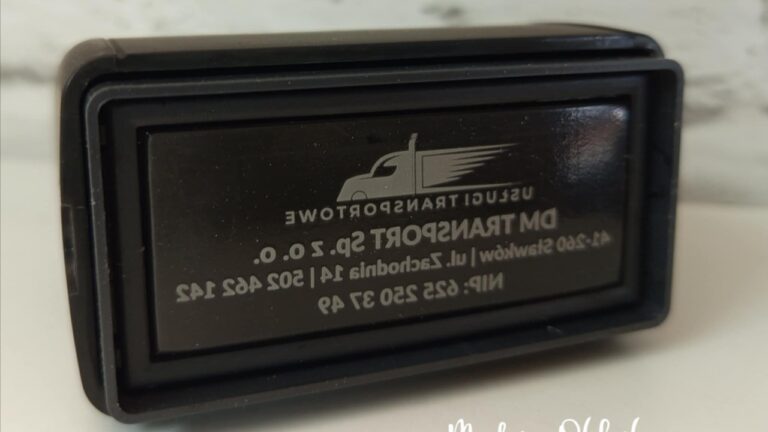 USŁUGI TRANSPORTOWE
DM TRANSPORT Sp. z o. o.
41-260 Sławków | ul. Zachodnia 14 | 502 462 142
NIP: 625 250 37 49